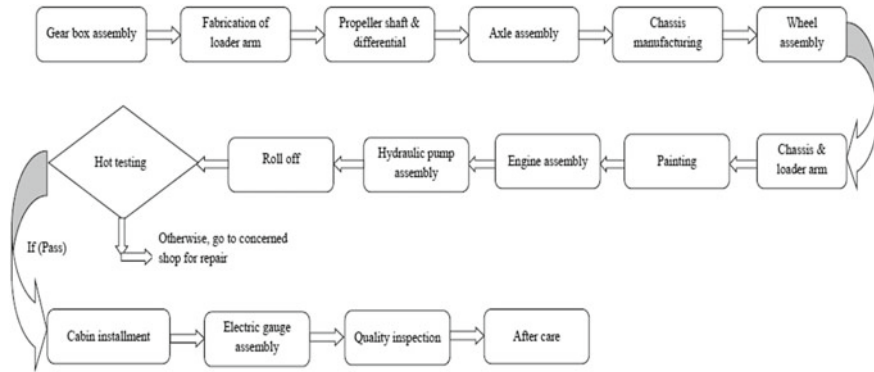 Gear box assembly
Fabrication of
loader arm
Propeller shaft &
differential
Axle assembly
Chassis
manufacturing
Wheel
assembly
Chassis &
loader arm
Painting
Engine assembly
Hydraulic pump
assembly
Roll off
Hot testing
If (Pass)
Otherwise, go to concerned
shop for repair
Cabin installment
Electric gauge
assembly
Quality inspection
After care